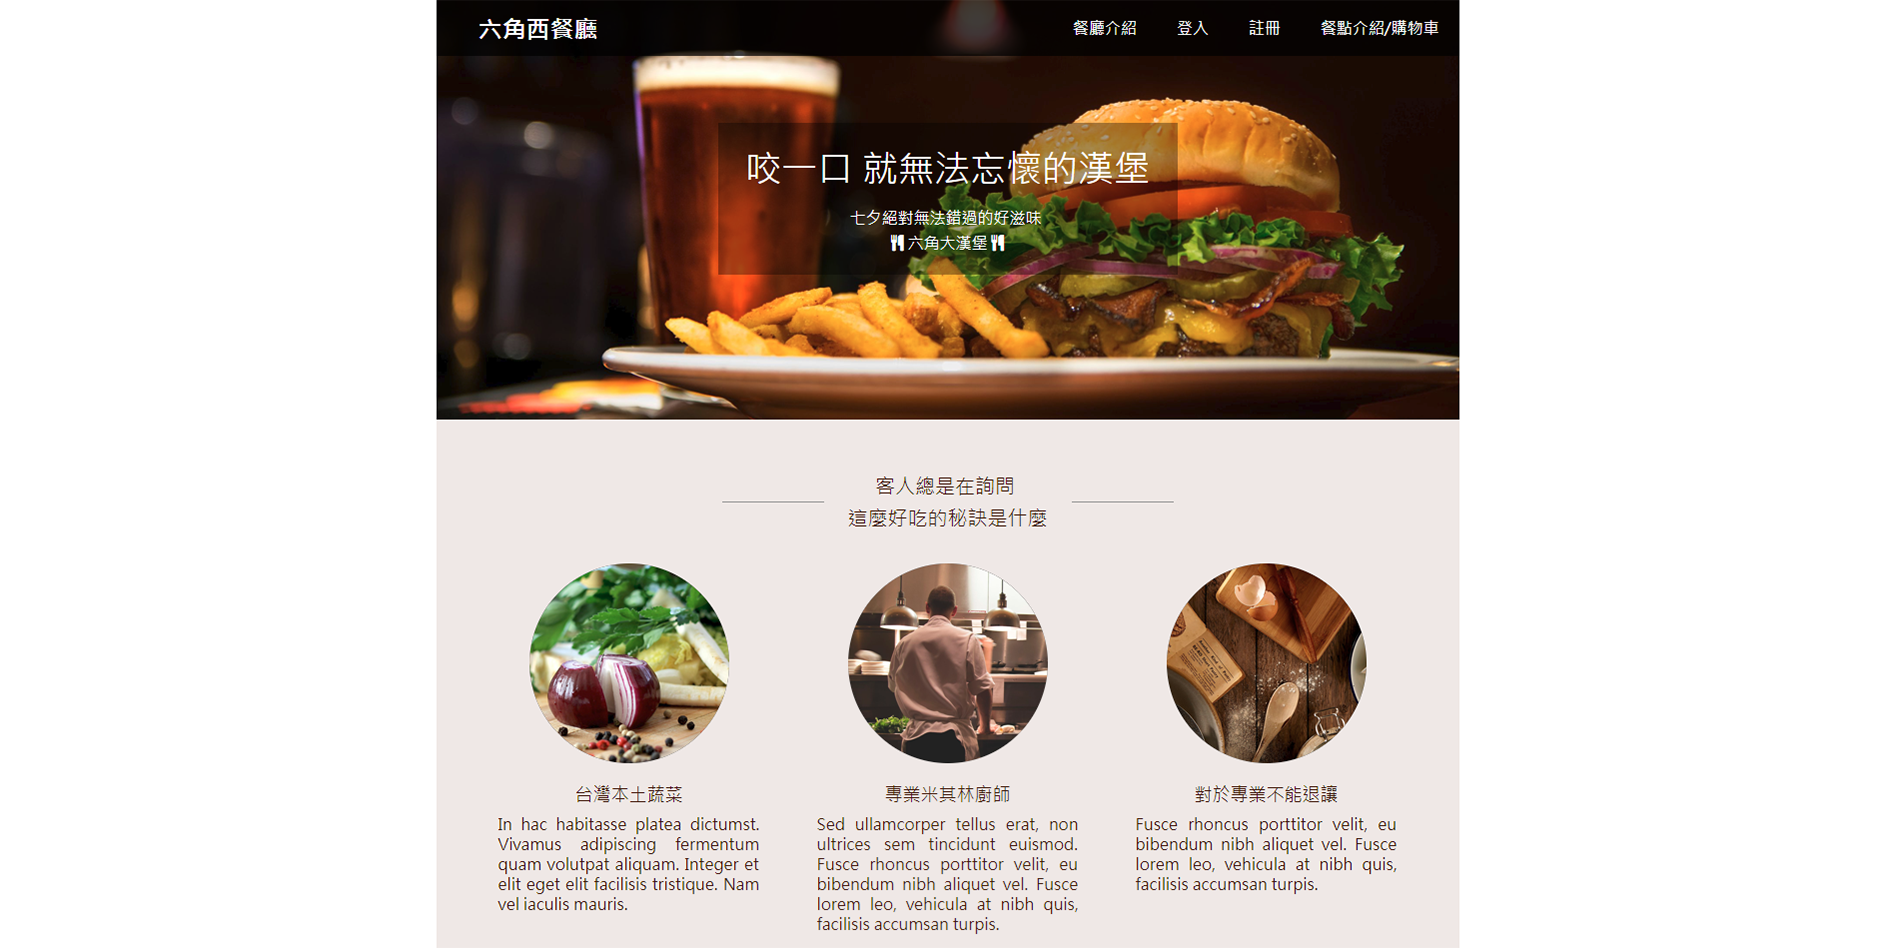 六角西餐廳
餐廳介紹 登入 註冊 餐點介紹/購物車
咬一口 就無法忘懷的漢堡
七夕絕對無法錯過的好滋味
六角大漢堡
客人總是在詢問
這麼好吃的秘訣是什麼
台灣本土蔬菜
In hac habitasse platea dictumst.
Vivamus adipiscing fermentum
quam volutpat aliquam. Integer et
elit eget elit facilisis tristique. Nam
vel iaculis mauris.
專業米其林廚師
Sed ullamcorper tellus erat, non
ultrices sem tincidunt euismod.
Fusce rhoncus porttitor velit, eu
bibendum nibh aliquet vel. Fusce
lorem leo, vehicula at nibh quis,
facilisis accumsan turpis.
對於專業不能退讓
Fusce rhoncus porttitor velit, eu
bibendum nibh aliquet vel. Fusce
lorem leo, vehicula at nibh quis,
facilisis accumsan turpis.